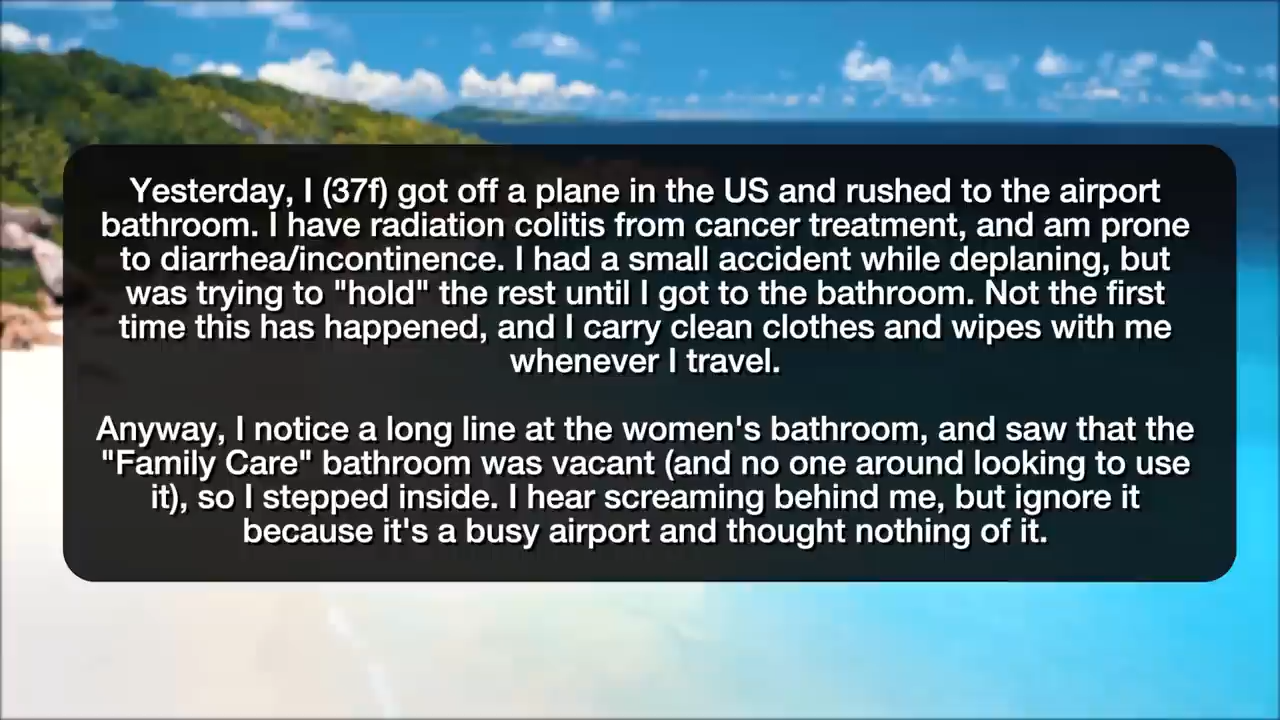 Yesterday, I (37f) got off a plane in the US and rushed to the airport
bathroom. I have radiation colitis from cancer treatment, and am prone
to diarrhea/incontinence. I had a small accident while deplaning, but
was trying to "hold" the rest until I got to the bathroom. Not the first
time this has happened, and I carry clean clothes and wipes with me
whenever I travel.
Anyway, I notice a long line at the women's bathroom, and saw that the
"Family Care" bathroom was vacant (and no one around looking to use
it), so I stepped inside. I hear screaming behind me, but ignore it
because it's a busy airport and thought nothing of it.